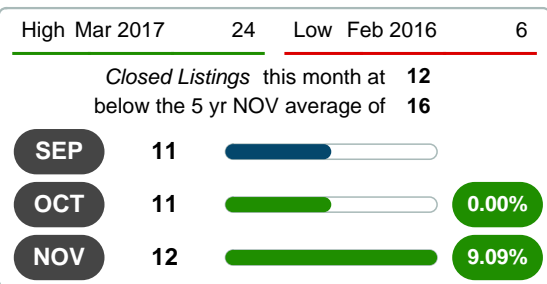 High Mar 2017 24 Low Feb 2016 6
Closed Listings this month at 12
below the 5 yr NOV average of 16
SEP 11
OCT 11 0.00%
NOV 12 9.09%